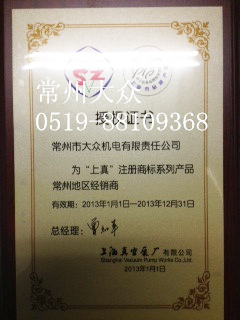 SZ
常州大众
授权证书
0519-88109368
常州市大众机电有限责任公司
为“上真”注册商标系列产品
常州地区经销商
有效期：2013年1月1日—2013年12月31日
总经理：
上海真空泵厂有限公司
Shanghai Vacuum Pump Works Co.,Ltd.
2013年1月1日